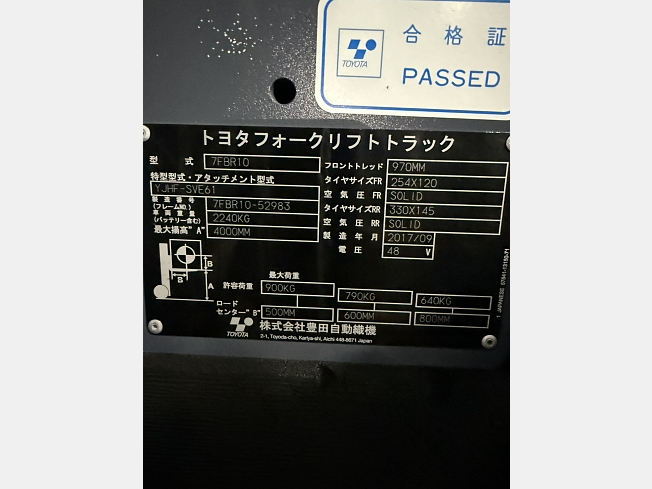 TOYOTA
合格証
PASSED
トヨタフォークリフトトラック
型式 7FBR10
特型型式・アタッチメント型式
YJHF-SVE61
製造番号(フレームNO.) 7FBR10-52983
車両重量(バッテリー含む) 2240KG
最大揚高"A" 4000MM
フロントトレッド 970MM
タイヤサイズFR 254X120
空気圧 FR SOLID
タイヤサイズRR 330X145
空気圧 RR SOLID
製造年月 2017/09
電圧 48 V
B
B
A
最大荷重
許容荷重 900KG 790KG 640KG
ロードセンター"B" 500MM 600MM 800MM
TOYOTA 株式会社豊田自動織機
2-1, Toyoda-cho, Kariya-shi, Aichi 448-8671 Japan
1 JAPANESE